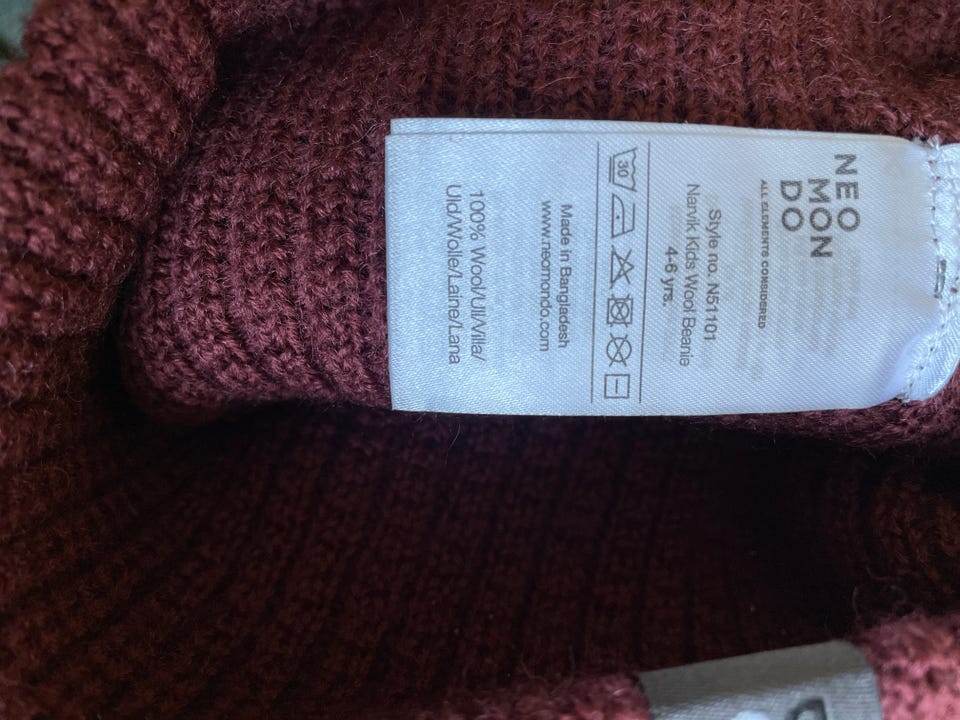 NEO
MON
DO
ALL ELEMENTS CONSIDERED
Style no. N51101
Narvik Kids Wool Beanie
4-6 yrs.
30
Made in Bangladesh
www.neomondo.com
100% Wool/Ull/Villa/
Uld/Wolle/Laine/Lana